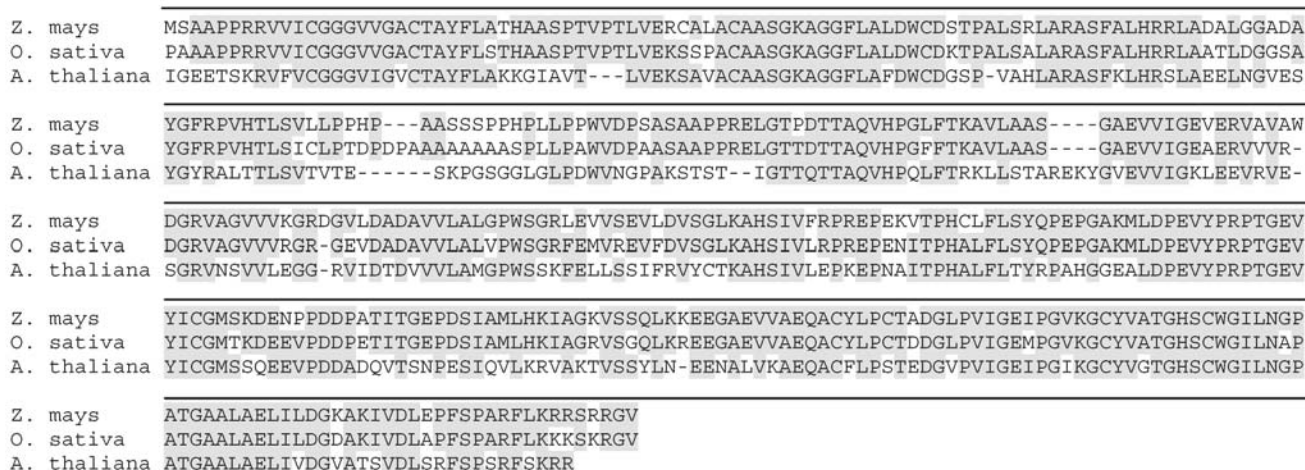 Z. mays MSAAPPRRVVICGGGVVGACTAYFLATHAASPTVPTLVERCALACAASGKAGGFLALDWCDSTPALSRLARASFALHRRLADALGGADA
O. sativa PAAAPPRRVVICGGGVVGACTAYFLSTHAASPTVPTLVEKSSPACAASGKAGGFLALDWCDKTPALSALARASFALHRRLAATLDGGSA
A. thaliana IGEETSKRVFVCGGGVIGVCTAYFLAKKGIAVT---LVEKSAVACAASGKAGGFLAFDWCDGSP-VAHLARASFKLHRSLAEELNGVES
Z. mays YGFRPVHTLSVLLPPHP---AASSSPPHPLLPPWVDPSASAAPPRELGTPDTTAQVHPGLFTKAVLAAS----GAEVVIGEVERVAVAW
O. sativa YGFRPVHTLSICLPTDPDPAAAAAAAASPLLPAWVDPAASAAPPRELGTTDTTAQVHPGFFTKAVLAAS----GAEVVIGEAERVVVR-
A. thaliana YGYRALTTLSVTVTE------SKPGSGGLGLPDWVNGPAKSTST--IGTTQTTAQVHPQLFTRKLLSTAREKYGVEVVIGKLEEVRVE-
Z. mays DGRVAGVVVKGRDGVLDADAVVLALGPWSGRLEVVSEVLDVSGLKAHSIVFRPREPEKVTPHCLFLSYQPEPGAKMLDPEVYPRPTGEV
O. sativa DGRVAGVVVRGR-GEVDADAVVLALVPWSGRFEMVREVFDVSGLKAHSIVLRPREPENITPHALFLSYQPEPGAKMLDPEVYPRPTGEV
A. thaliana SGRVNSVVLEGG-RVIDTDVVVLAMGPWSSKFELLSSIFRVYCTKAHSIVLEPKEPNAITPHALFLTYRPAHGGEALDPEVYPRPTGEV
Z. mays YICGMSKDENPPDDPATITGEPDSIAMLHKIAGKVSSQLKKEEGAEVVAEQACYLPCTADGLPVIGEIPGVKGCYVATGHSCWGILNGP
O. sativa YICGMTKDEEVPDDPETITGEPDSIAMLHKIAGRVSGQLKREEGAEVVAEQACYLPCTDDGLPVIGEMPGVKGCYVATGHSCWGILNAP
A. thaliana YICGMSSQEEVPDDADQVTSNPESIQVLKRVAKTVSSYLN-EENALVKAEQACFLPSTEDGVPVIGEIPGIKGCYVGTGHSCWGILNGP
Z. mays ATGAALAELILDGKAKIVDLEPFSPARFLKRRSRRGV
O. sativa ATGAALAELILDGDAKIVDLAPFSPARFLKKKSKRGV
A. thaliana ATGAALAELIVDGVATSVDLSRFSPSRFSKRR